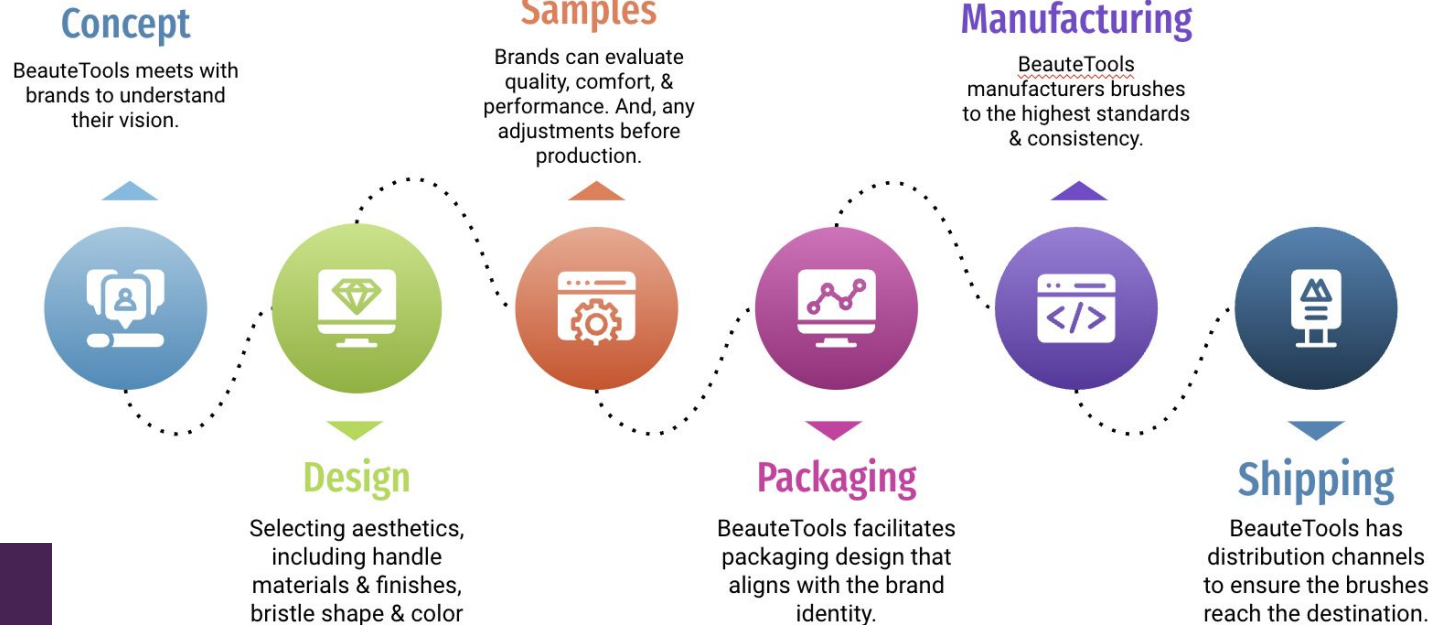 Concept
BeauteTools meets with
brands to understand
their vision.
Design
Selecting aesthetics,
including handle
materials & finishes,
bristle shape & color
Samples
Brands can evaluate
quality, comfort, &
performance. And, any
adjustments before
production.
Packaging
BeauteTools facilitates
packaging design that
aligns with the brand
identity.
Manufacturing
BeauteTools
manufacturers brushes
to the highest standards
& consistency.
</>
Shipping
BeauteTools has
distribution channels
to ensure the brushes
reach the destination.